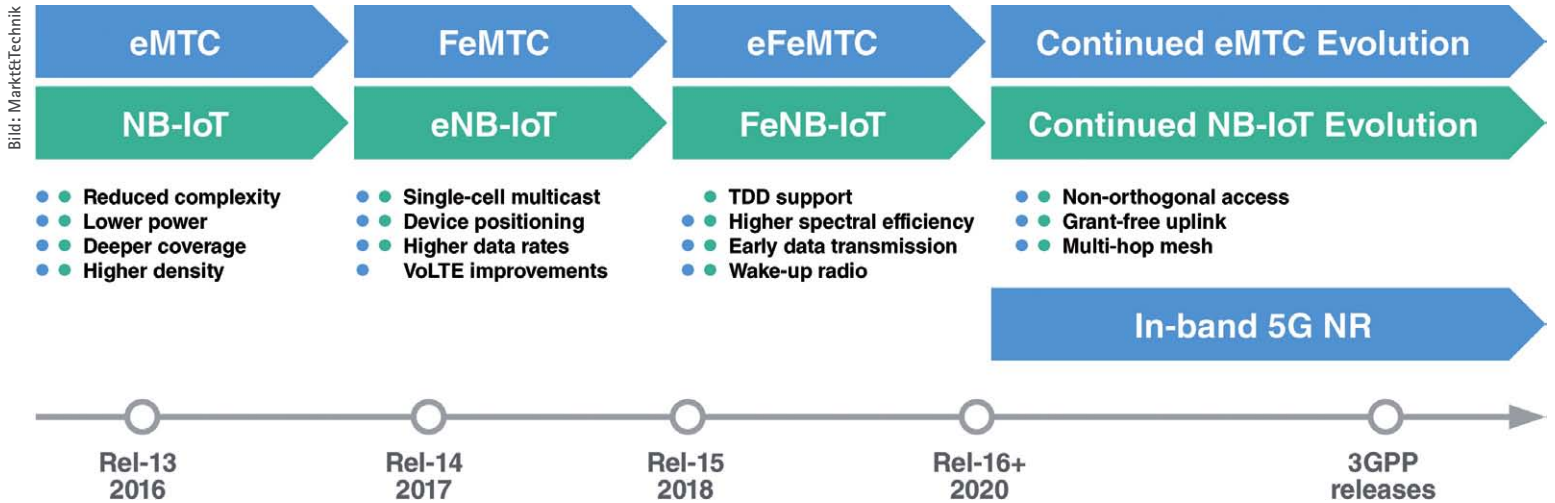 Bild: Markt&Technik
eMTC
FeMTC
eFeMTC
Continued eMTC Evolution
NB-IoT
eNB-IoT
FeNB-IoT
Continued NB-IoT Evolution
Reduced complexity
Lower power
Deeper coverage
Higher density
Single-cell multicast
Device positioning
Higher data rates
VoLTE improvements
TDD support
Higher spectral efficiency
Early data transmission
Wake-up radio
Non-orthogonal access
Grant-free uplink
Multi-hop mesh
In-band 5G NR
Rel-13
2016
Rel-14
2017
Rel-15
2018
Rel-16+
2020
3GPP
releases